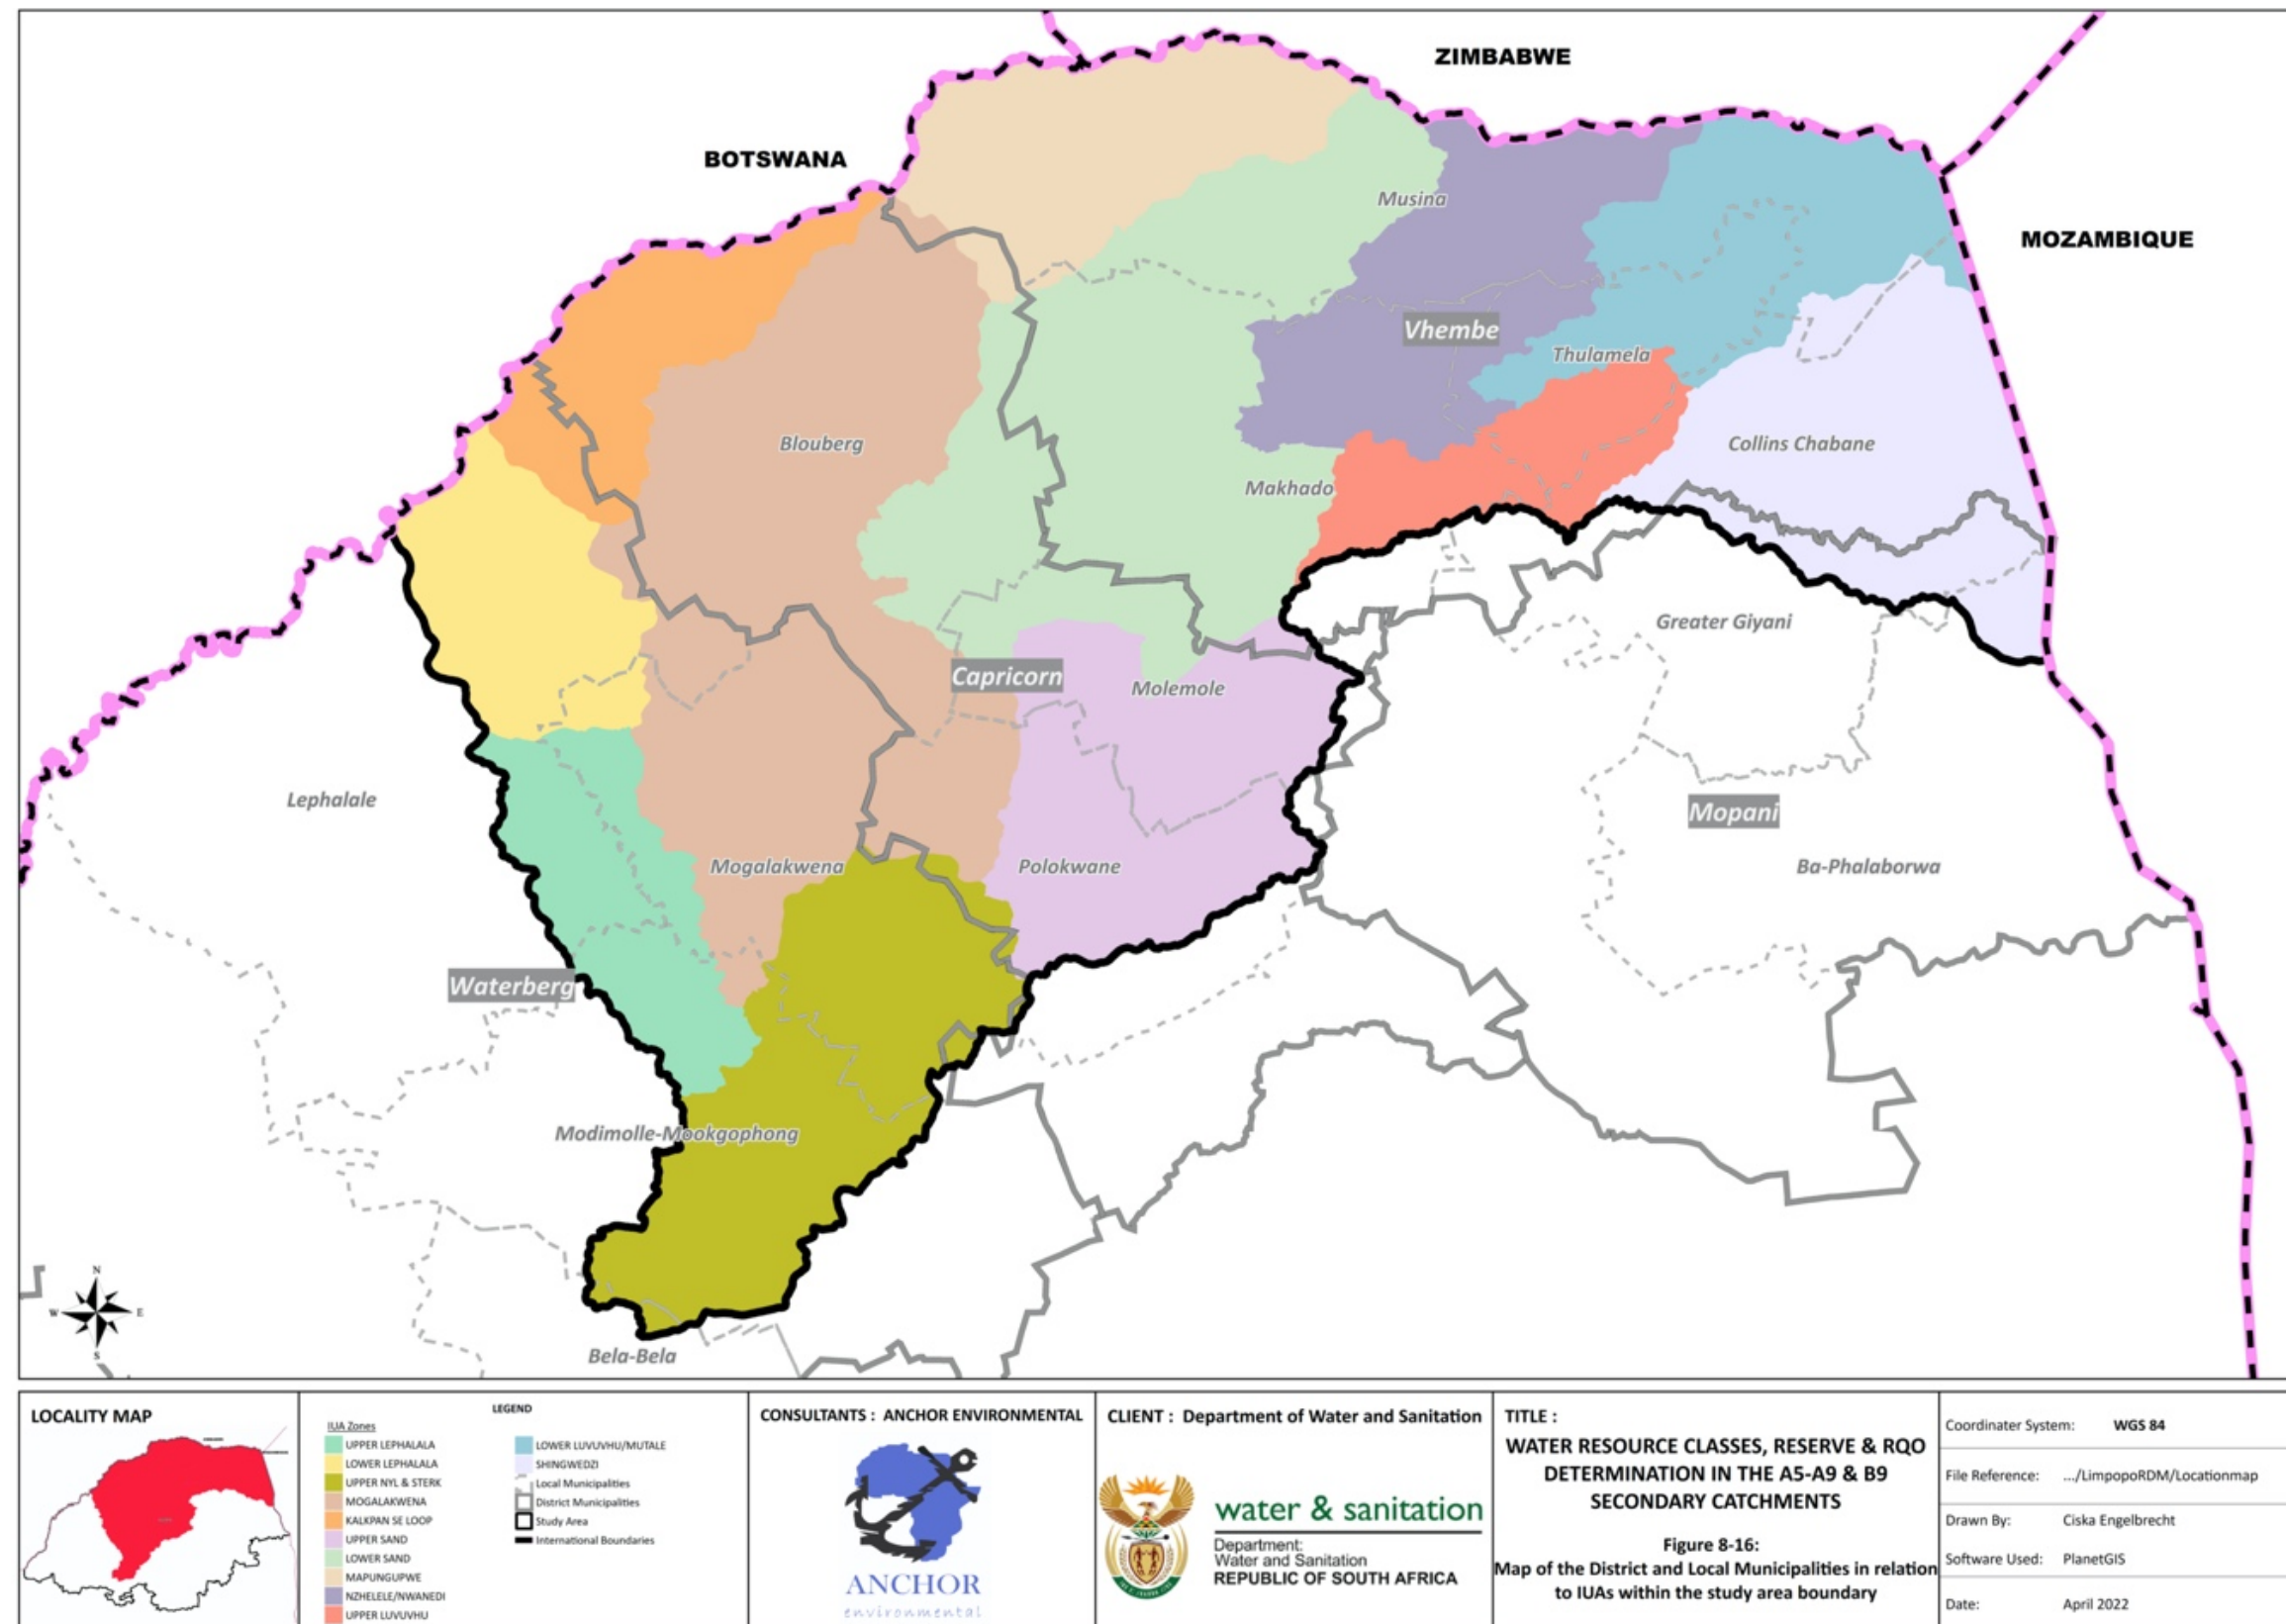 ZIMBABWE
BOTSWANA
Musina
MOZAMBIQUE
Vhembe
Thulamela
Blouberg
Collins Chabane
Makhado
Greater Giyani
Capricorn
Molemole
Lephalale
Mopani
Mogalakwena
Polokwane
Ba-Phalaborwa
Waterberg
Modimolle-Mookgophong
Bela-Bela
N
W
E
S
LOCALITY MAP
LEGEND
IUA Zones
UPPER LEPHALALA
LOWER LEPHALALA
UPPER NYL & STERK
MOGALAKWENA
KALKPAN SE LOOP
UPPER SAND
LOWER SAND
MAPUNGUPWE
NZHELELE/NWANEDI
UPPER LUVUVHU
LOWER LUVUVHU/MUTALE
SHINGWEDZI
Local Municipalities
District Municipalities
Study Area
International Boundaries
CONSULTANTS : ANCHOR ENVIRONMENTAL
ANCHOR
environmental
CLIENT : Department of Water and Sanitation
water & sanitation
Department:
Water and Sanitation
REPUBLIC OF SOUTH AFRICA
TITLE :
WATER RESOURCE CLASSES, RESERVE & RQO
DETERMINATION IN THE A5-A9 & B9
SECONDARY CATCHMENTS
Figure 8-16:
Map of the District and Local Municipalities in relation
to IUAs within the study area boundary
Coordinater System: WGS 84
File Reference: .../LimpopoRDM/Locationmap
Drawn By: Ciska Engelbrecht
Software Used: PlanetGIS
Date: April 2022